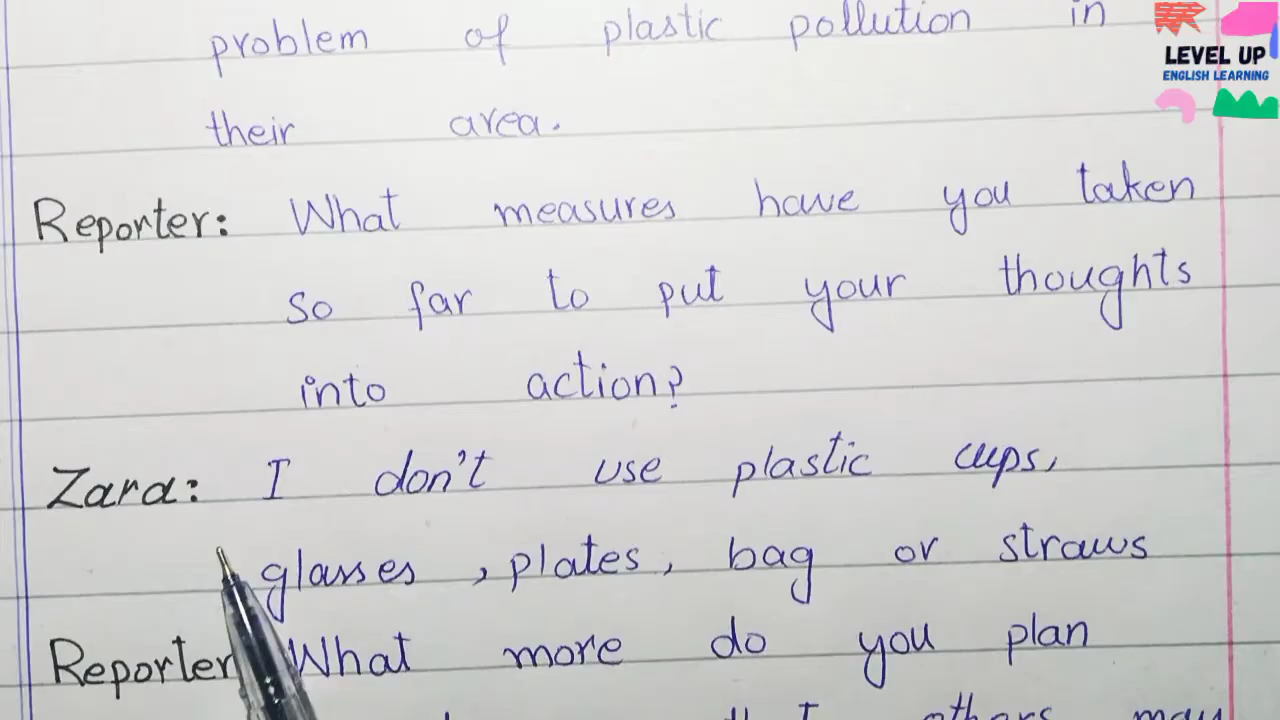 problem of plastic pollution in
their area.
LEVEL UP
ENGLISH LEARNING
Reporter: What measures have you taken
so far to put your thoughts
into action?
Zara: I don't use plastic cups,
glasses, plates, bag or straws
Reporter What more do you plan
I others may